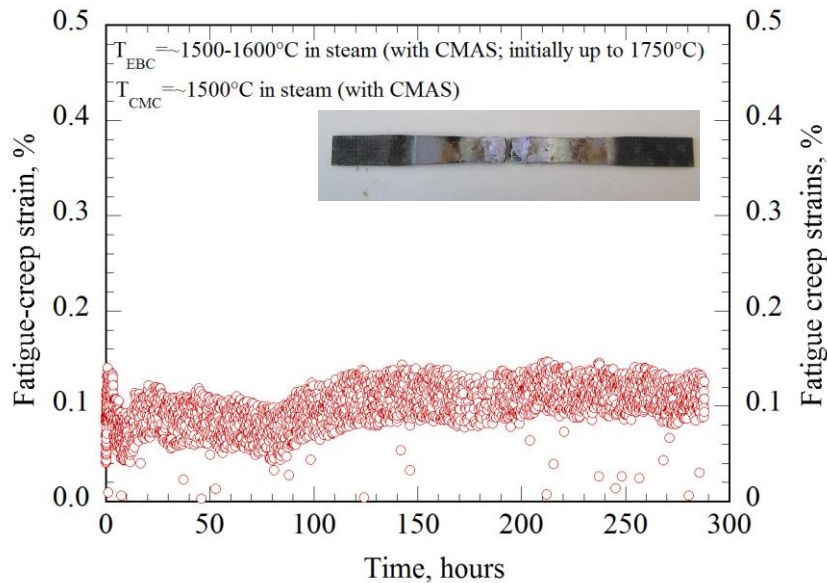 T_EBC=~1500-1600°C in steam (with CMAS; initially up to 1750°C)
T_CMC=~1500°C in steam (with CMAS)
Fatigue-creep strain, %
0.5
0.4
0.3
0.2
0.1
0.0
0 50 100 150 200 250 300
Time, hours
0.5
0.4
0.3
0.2
0.1
0
Fatigue creep strains, %